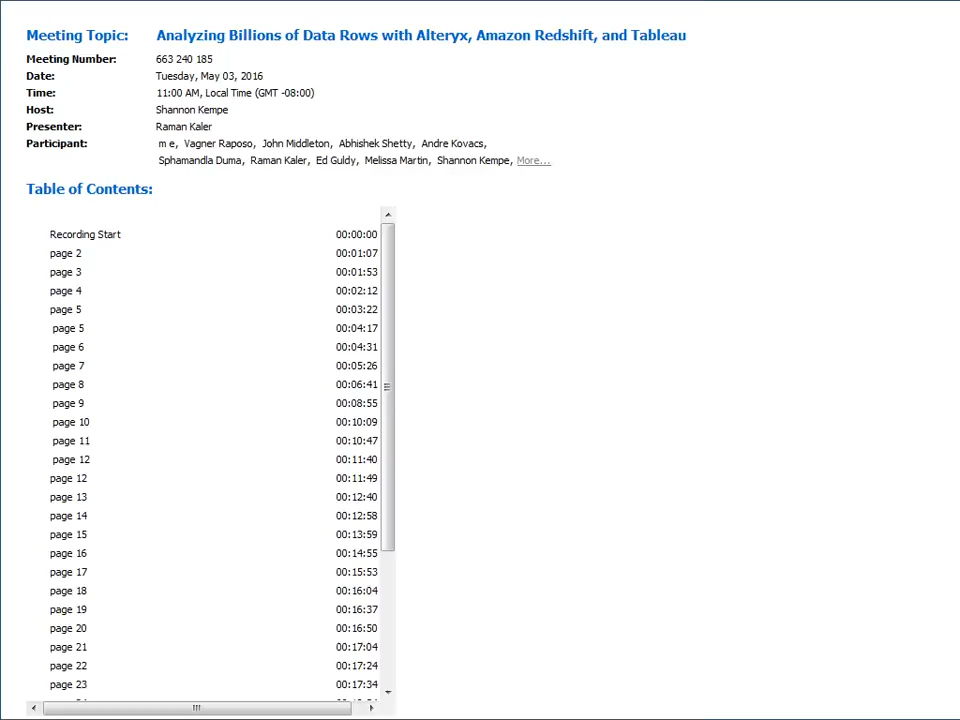 Meeting Topic: Analyzing Billions of Data Rows with Alteryx, Amazon Redshift, and Tableau
Meeting Number: 663 240 185
Date: Tuesday, May 03, 2016
Time: 11:00 AM, Local Time (GMT -08:00)
Host: Shannon Kempe
Presenter: Raman Kaler
Participant: m e, Vagner Raposo, John Middleton, Abhishek Shetty, Andre Kovacs,
Sphamandla Duma, Raman Kaler, Ed Guldy, Melissa Martin, Shannon Kempe, More...
Table of Contents:
Recording Start 00:00:00
page 2 00:01:07
page 3 00:01:53
page 4 00:02:12
page 5 00:03:22
page 5 00:04:17
page 6 00:04:31
page 7 00:05:26
page 8 00:06:41
page 9 00:08:55
page 10 00:10:09
page 11 00:10:47
page 12 00:11:40
page 12 00:11:49
page 13 00:12:40
page 14 00:12:58
page 15 00:13:59
page 16 00:14:55
page 17 00:15:53
page 18 00:16:04
page 19 00:16:37
page 20 00:16:50
page 21 00:17:04
page 22 00:17:24
page 23 00:17:34